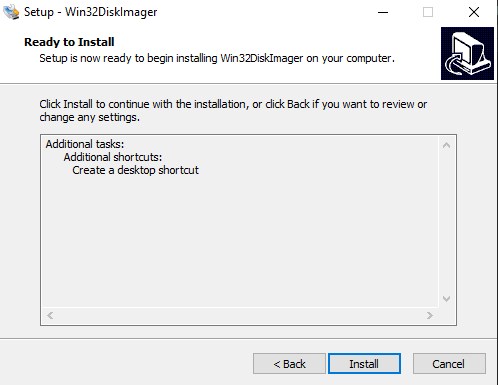 Setup - Win32DiskImager
Ready to Install
Setup is now ready to begin installing Win32DiskImager on your computer.
Click Install to continue with the installation, or click Back if you want to review or
change any settings.
Additional tasks:
Additional shortcuts:
Create a desktop shortcut
< Back
Install
Cancel